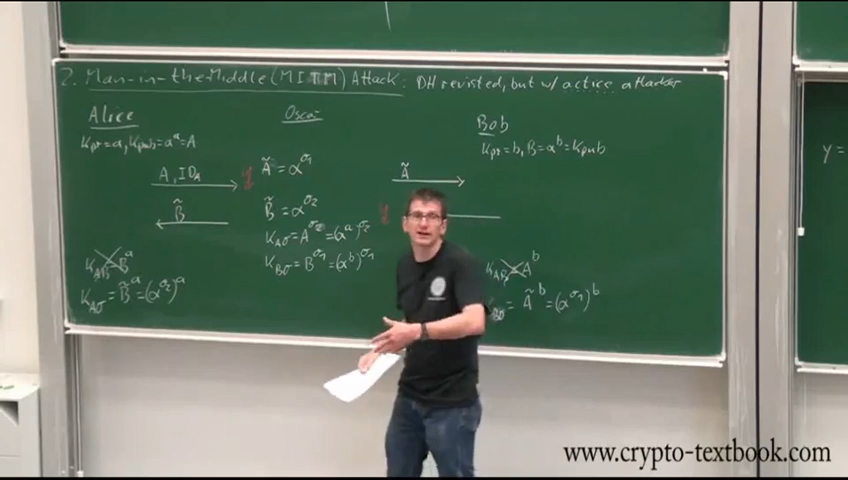 2. Man-in-the-Middle (MITM) Attack: DH revisted, but w/ active attacker
Alice
Oscar
Bob
Kpr = a, Kpub = α^a = A
Kpr = b, B = α^b = Kpub
A, ID_A
Ã = α^σ1
Ã
B̃
B̃ = α^σ2
K_AO = A^σ2 = (α^a)^σ2
K_BO = B^σ1 = (α^b)^σ1
K_AB = B^a
K_AB = A^b
K_AO = B̃^a = (α^σ2)^a
K_BO = Ã^b = (α^σ1)^b
y =
www.crypto-textbook.com